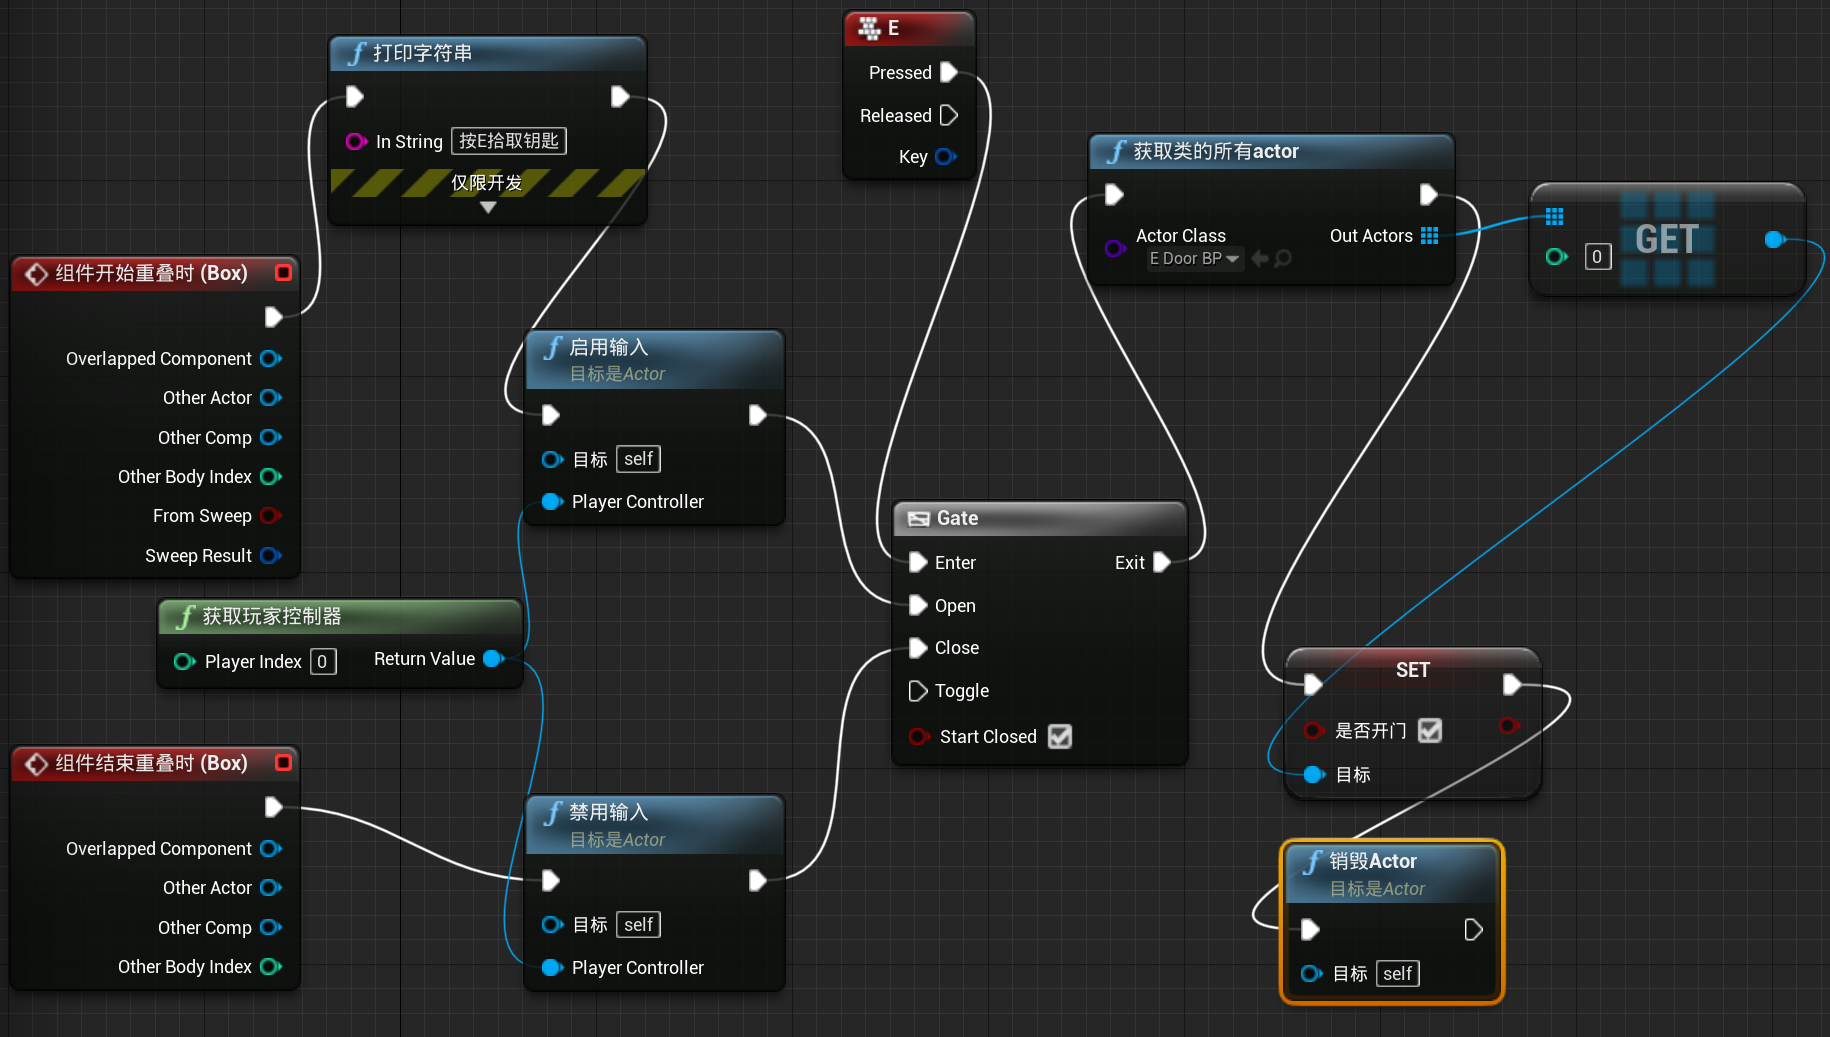 打印字符串
In String 按E拾取钥匙
仅限开发
组件开始重叠时 (Box)
Overlapped Component
Other Actor
Other Comp
Other Body Index
From Sweep
Sweep Result
获取玩家控制器
Player Index 0 Return Value
组件结束重叠时 (Box)
Overlapped Component
Other Actor
Other Comp
Other Body Index
启用输入
目标是Actor
目标 self
Player Controller
禁用输入
目标是Actor
目标 self
Player Controller
E
Pressed
Released
Key
Gate
Enter Exit
Open
Close
Toggle
Start Closed
获取类的所有actor
Actor Class Out Actors
E Door BP
GET
0
SET
是否开门
目标
销毁Actor
目标是Actor
目标 self